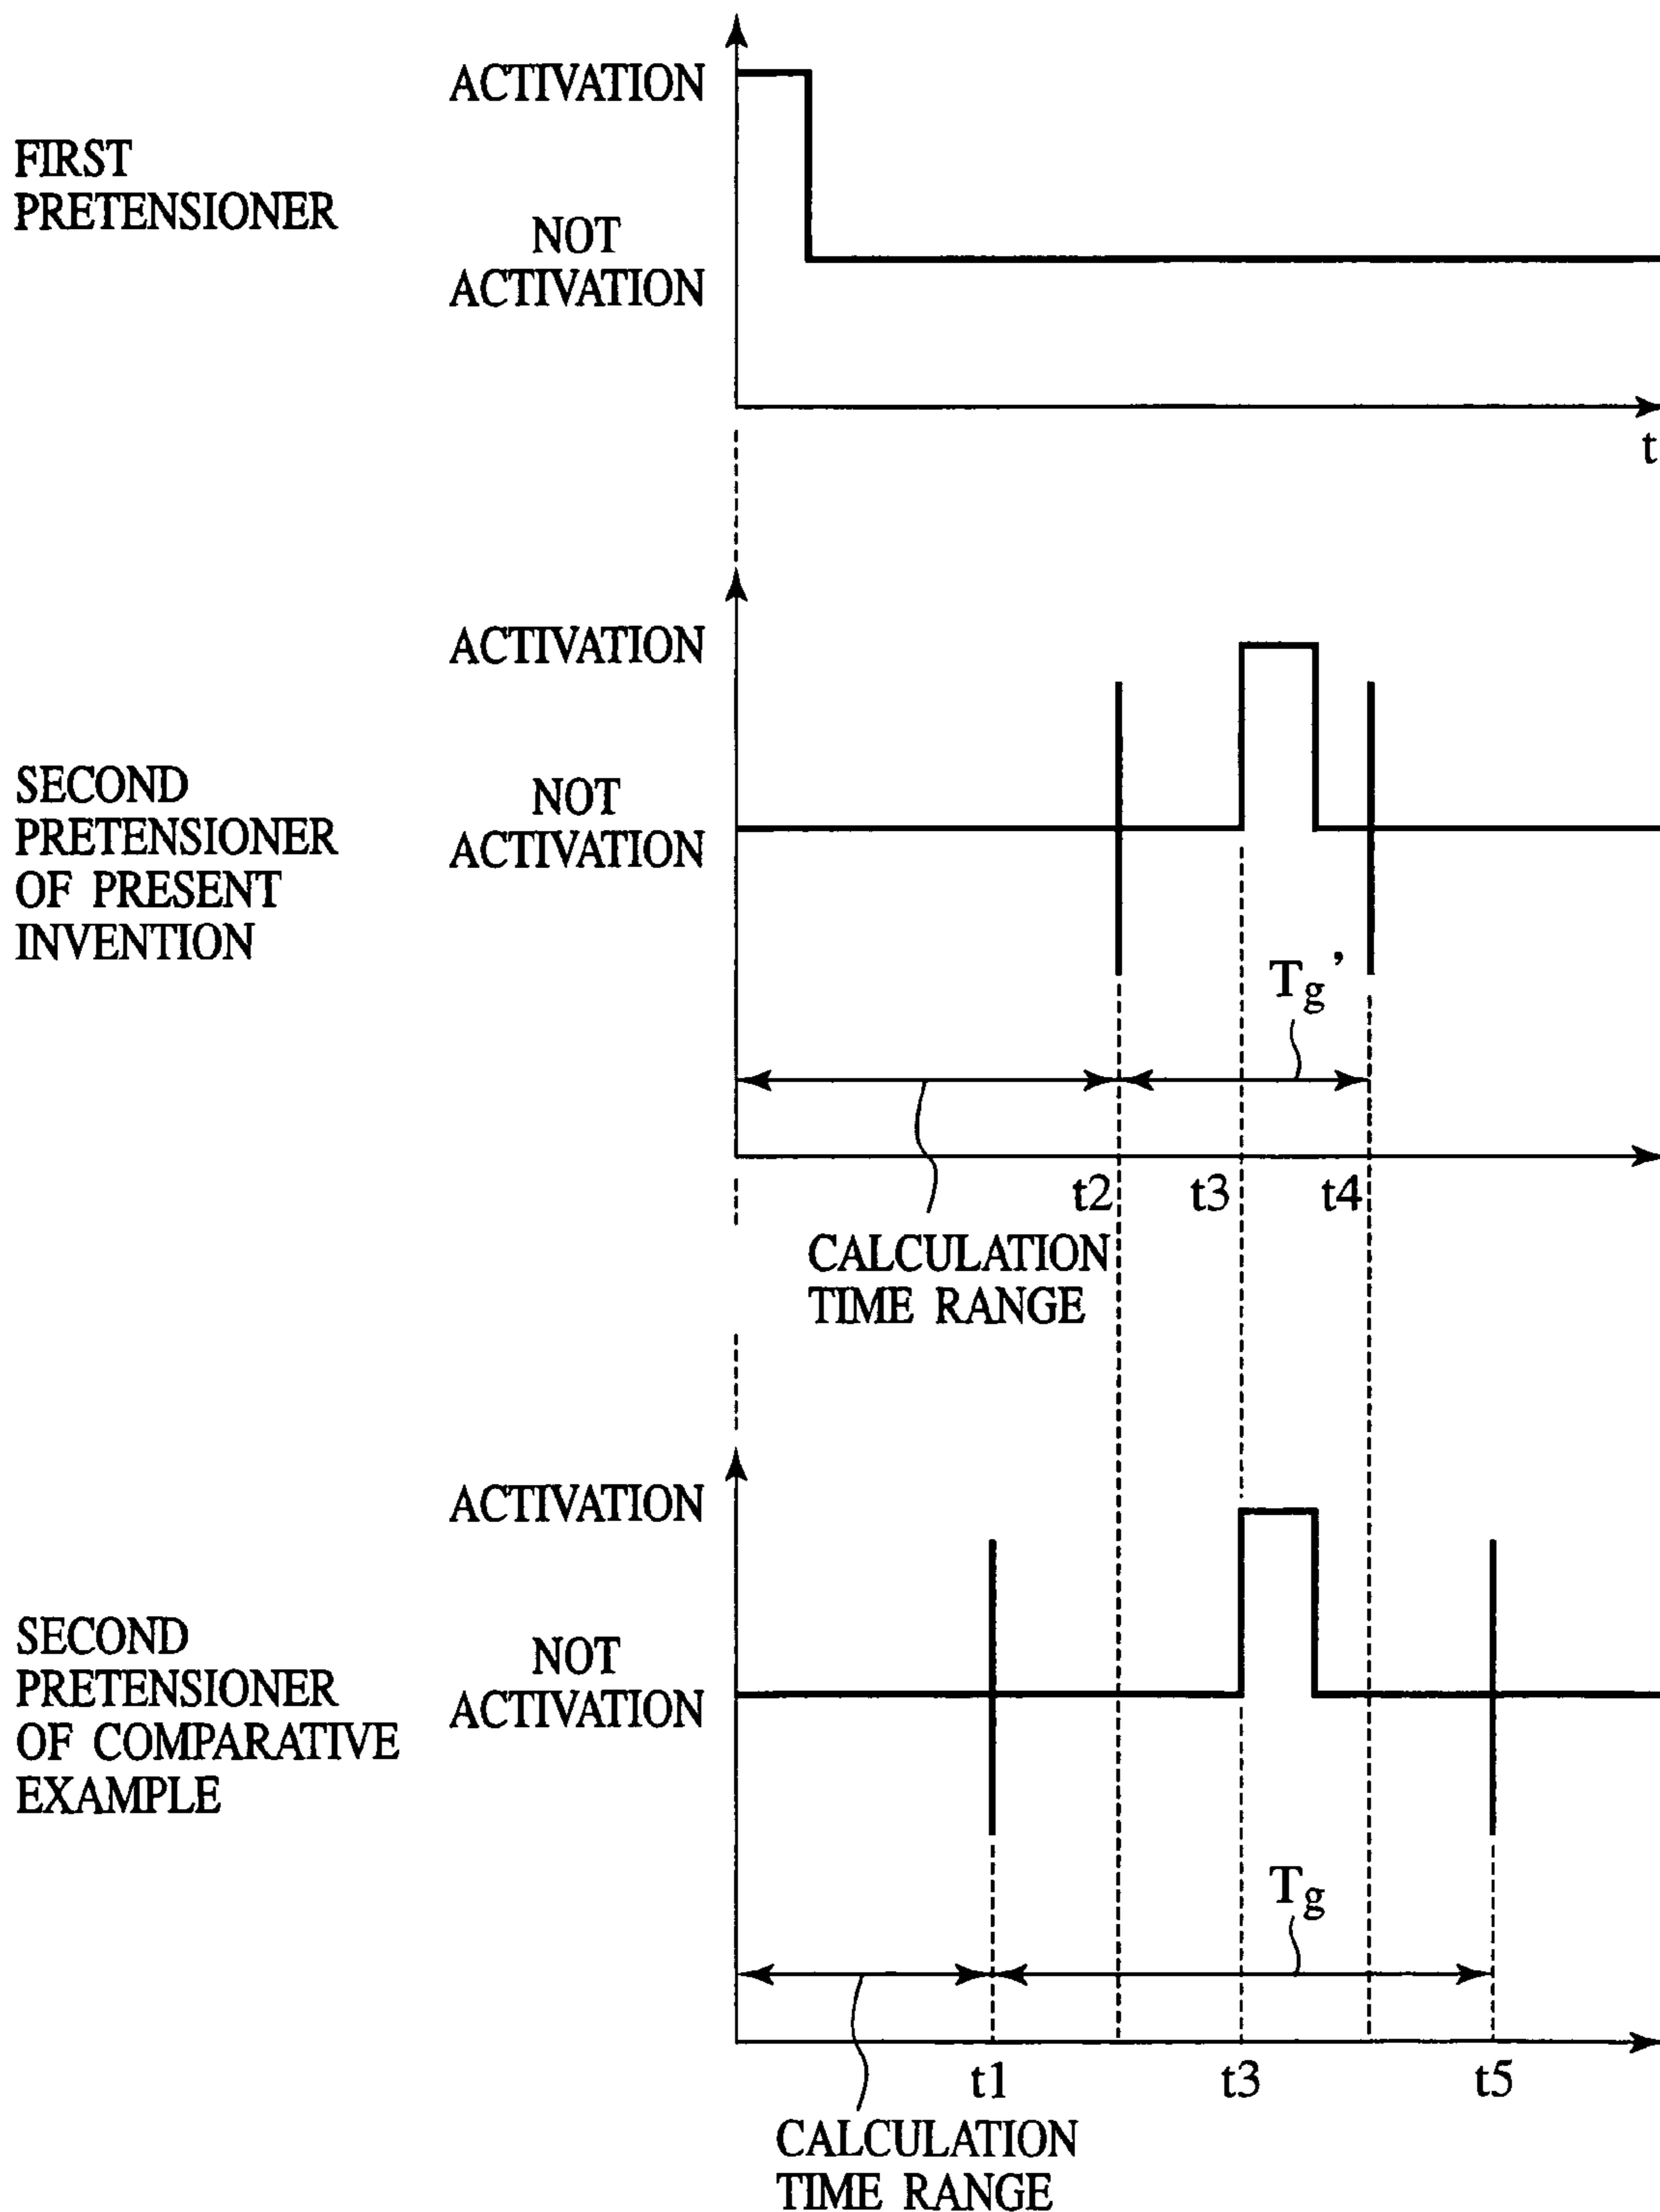 ACTIVATION
FIRST
PRETENSIONER
NOT
ACTIVATION
t
ACTIVATION
SECOND
PRETENSIONER
OF PRESENT
INVENTION
NOT
ACTIVATION
Tg'
t2
t3
t4
CALCULATION
TIME RANGE
ACTIVATION
SECOND
PRETENSIONER
OF COMPARATIVE
EXAMPLE
NOT
ACTIVATION
Tg
t1
t3
t5
CALCULATION
TIME RANGE